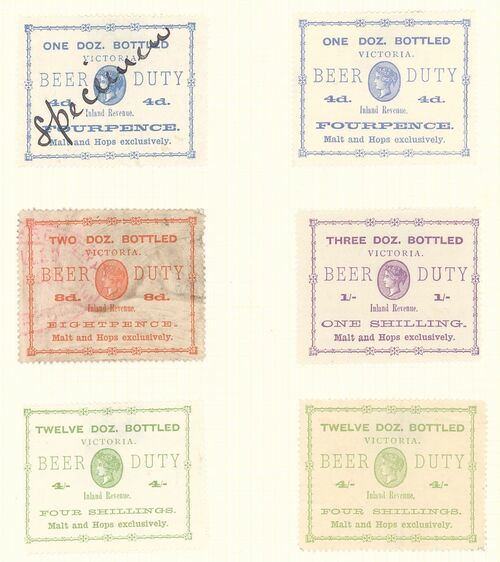 ONE DOZ. BOTTLED
VICTORIA.
BEER DUTY
4d. 4d.
Inland Revenue.
FOURPENCE.
Malt and Hops exclusively.
Specimen
ONE DOZ. BOTTLED
VICTORIA.
BEER DUTY
4d. 4d.
Inland Revenue.
FOURPENCE.
Malt and Hops exclusively.
TWO DOZ. BOTTLED
VICTORIA.
BEER DUTY
8d. 8d.
Inland Revenue.
EIGHTPENCE.
Malt and Hops exclusively.
THREE DOZ. BOTTLED
VICTORIA.
BEER DUTY
1/- 1/-
Inland Revenue.
ONE SHILLING.
Malt and Hops exclusively.
TWELVE DOZ. BOTTLED
VICTORIA.
BEER DUTY
4/- 4/-
Inland Revenue.
FOUR SHILLINGS.
Malt and Hops exclusively.
TWELVE DOZ. BOTTLED
VICTORIA.
BEER DUTY
4/- 4/-
Inland Revenue.
FOUR SHILLINGS.
Malt and Hops exclusively.